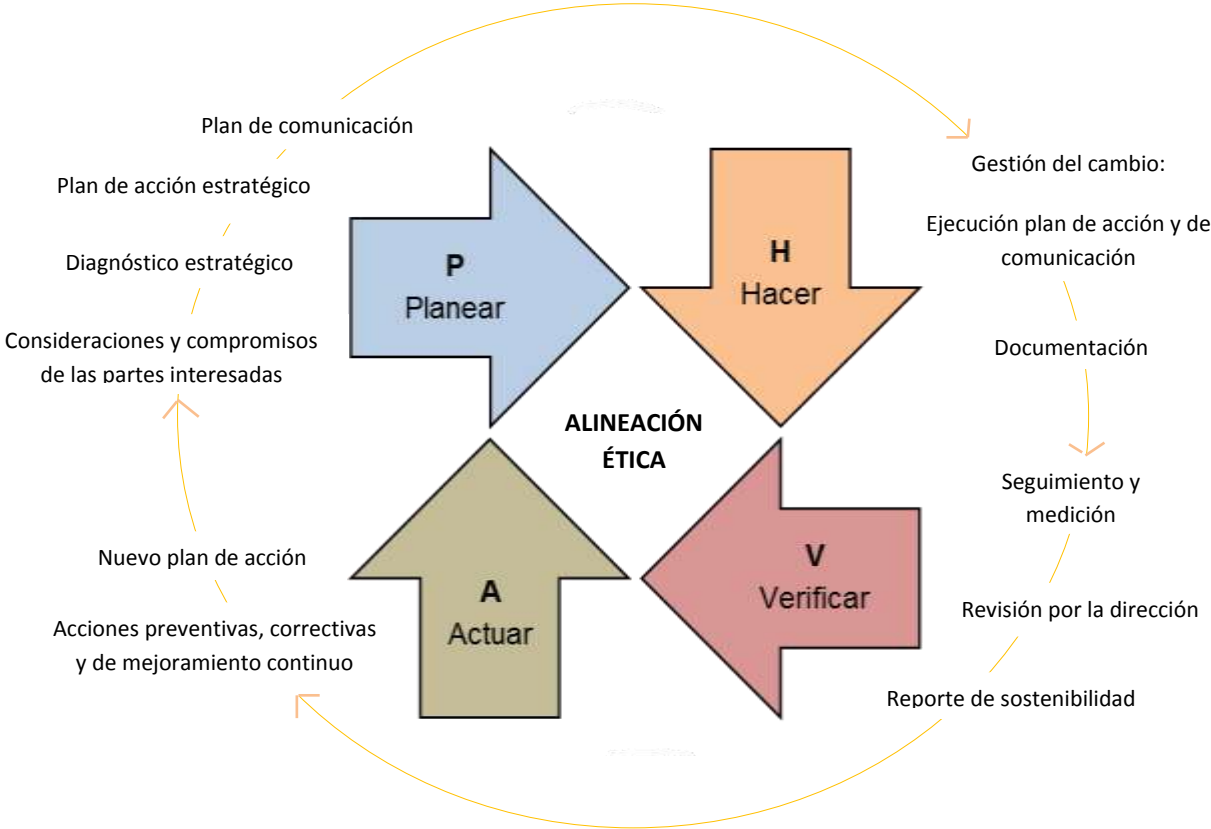 Plan de comunicación
Plan de acción estratégico
Diagnóstico estratégico
Consideraciones y compromisos
de las partes interesadas
P
Planear
H
Hacer
Gestión del cambio:
Ejecución plan de acción y de
comunicación
Documentación
ALINEACIÓN
ÉTICA
Seguimiento y
medición
V
Verificar
Revisión por la dirección
Reporte de sostenibilidad
A
Actuar
Nuevo plan de acción
Acciones preventivas, correctivas
y de mejoramiento continuo